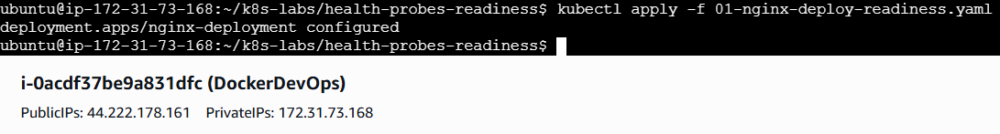 ubuntu@ip-172-31-73-168:~/k8s-labs/health-probes-readiness$ kubectl apply -f 01-nginx-deploy-readiness.yaml
deployment.apps/nginx-deployment configured
ubuntu@ip-172-31-73-168:~/k8s-labs/health-probes-readiness$
i-0acdf37be9a831dfc (DockerDevOps)
PublicIPs: 44.222.178.161 PrivateIPs: 172.31.73.168